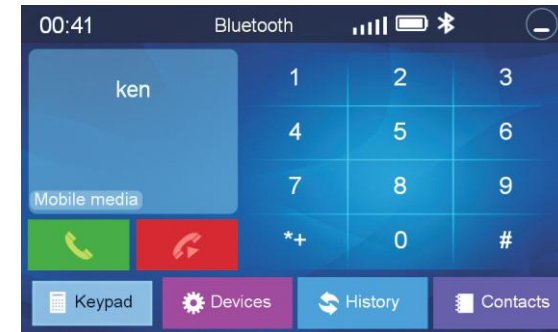 00:41 Bluetooth
ken
Mobile media
1 2 3
4 5 6
7 8 9
*+ 0 #
Keypad Devices History Contacts